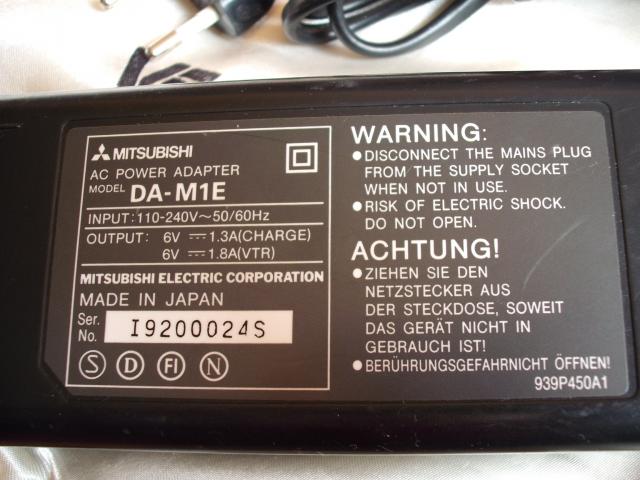 MITSUBISHI
AC POWER ADAPTER
MODEL DA-M1E
INPUT: 110-240V~50/60Hz
OUTPUT: 6V ⎓ 1.3A(CHARGE)
6V ⎓ 1.8A(VTR)
MITSUBISHI ELECTRIC CORPORATION
MADE IN JAPAN
Ser. No. I9200024S
S D FI N
WARNING:
●DISCONNECT THE MAINS PLUG
FROM THE SUPPLY SOCKET
WHEN NOT IN USE.
●RISK OF ELECTRIC SHOCK.
DO NOT OPEN.
ACHTUNG!
●ZIEHEN SIE DEN
NETZSTECKER AUS
DER STECKDOSE, SOWEIT
DAS GERÄT NICHT IN
GEBRAUCH IST!
●BERÜHRUNGSGEFAHRNICHT ÖFFNEN!
939P450A1